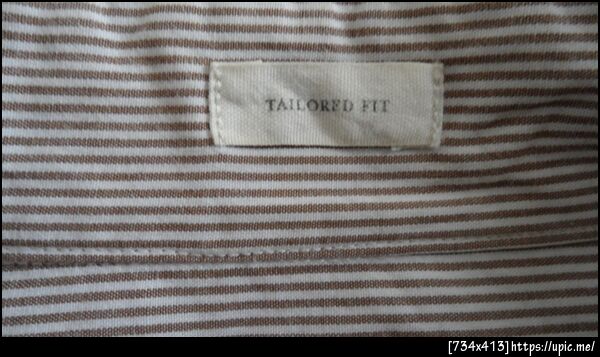 TAILORED FIT
[734x413]https://upic.me/